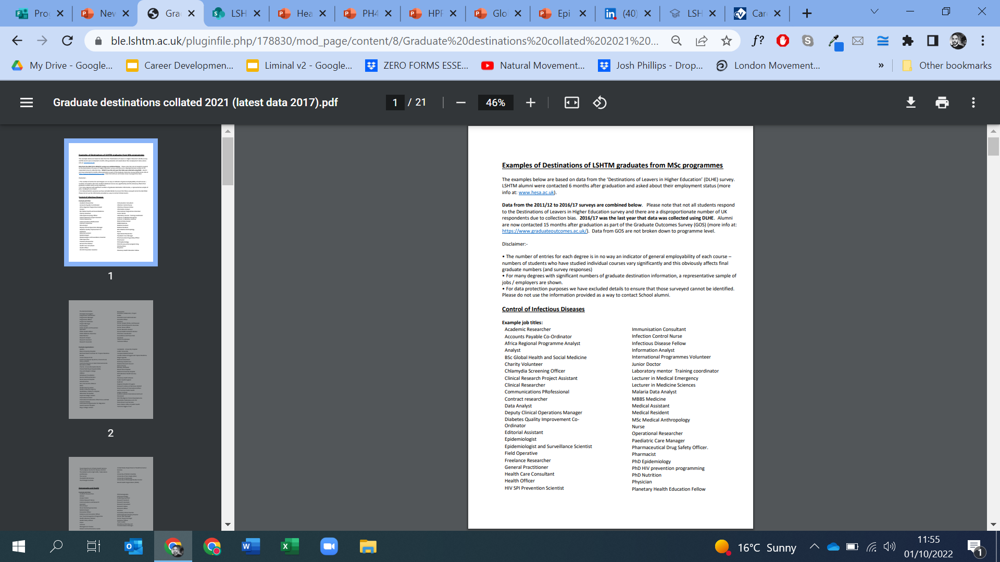 Pro
New
Gra
LSH
Hea
PH4
HPF
Glo
Epi
(40)
LSH
Car
ble.lshtm.ac.uk/pluginfile.php/178830/mod_page/content/8/Graduate%20destinations%20collated%202021%20...
My Drive - Google...
Career Developmen...
Liminal v2 - Google...
ZERO FORMS ESSE...
Natural Movement...
Josh Phillips - Drop...
London Movement...
»
Other bookmarks
Graduate destinations collated 2021 (latest data 2017).pdf
1 / 21
46%
1
2
Examples of Destinations of LSHTM graduates from MSc programmes
The examples below are based on data from the 'Destinations of Leavers in Higher Education' (DLHE) survey.
LSHTM alumni were contacted 6 months after graduation and asked about their employment status (more
info at: www.hesa.ac.uk).
Data from the 2011/12 to 2016/17 surveys are combined below. Please note that not all students respond
to the Destinations of Leavers in Higher Education survey and there are a disproportionate number of UK
respondents due to collection bias. 2016/17 was the last year that data was collected using DLHE. Alumni
are now contacted 15 months after graduation as part of the Graduate Outcomes Survey (GOS) (more info at:
https://www.graduateoutcomes.ac.uk/). Data from GOS are not broken down to programme level.
Disclaimer:-
• The number of entries for each degree is in no way an indicator of general employability of each course –
numbers of students who have studied individual courses vary significantly and this obviously affects final
graduate numbers (and survey responses)
• For many degrees with significant numbers of graduate destination information, a representative sample of
jobs / employers are shown.
• For data protection purposes we have excluded details to ensure that those surveyed cannot be identified.
Please do not use the information provided as a way to contact School alumni.
Control of Infectious Diseases
Example job titles:
Academic Researcher
Accounts Payable Co-Ordinator
Africa Regional Programme Analyst
Analyst
BSc Global Health and Social Medicine
Charity Volunteer
Chlamydia Screening Officer
Clinical Research Project Assistant
Clinical Researcher
Communications PRofessional
Contract researcher
Data Analyst
Deputy Clinical Operations Manager
Diabetes Quality Improvement Co-
Ordinator
Editorial Assistant
Epidemiologist
Epidemiologist and Surveillance Scientist
Field Operative
Freelance Researcher
General Practitioner
Health Care Consultant
Health Officer
HIV SPI Prevention Scientist
Immunisation Consultant
Infection Control Nurse
Infectious Disease Fellow
Information Analyst
International Programmes Volunteer
Junior Doctor
Laboratory mentor Training coordinator
Lecturer in Medical Emergency
Lecturer in Medicine Sciences
Malaria Data Analyst
MBBS Medicine
Medical Assistant
Medical Resident
MSc Medical Anthropology
Nurse
Operational Researcher
Paediatric Care Manager
Pharmaceutical Drug Safety Officer.
Pharmacist
PhD Epidemiology
PhD HIV prevention programming
PhD Nutrition
Physician
Planetary Health Education Fellow
16°C Sunny
11:55
01/10/2022
1